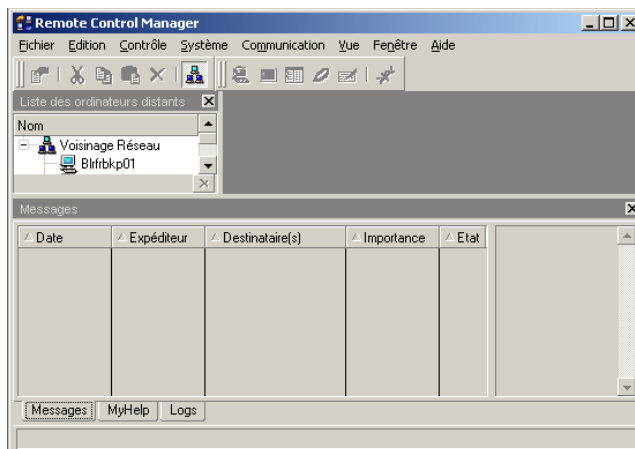 Remote Control Manager
Fichier Edition Contrôle Système Communication Vue Fenêtre Aide
Liste des ordinateurs distants
Nom
Voisinage Réseau
Blrfrbkp01
Messages
Date Expéditeur Destinataire(s) Importance Etat
Messages MyHelp Logs